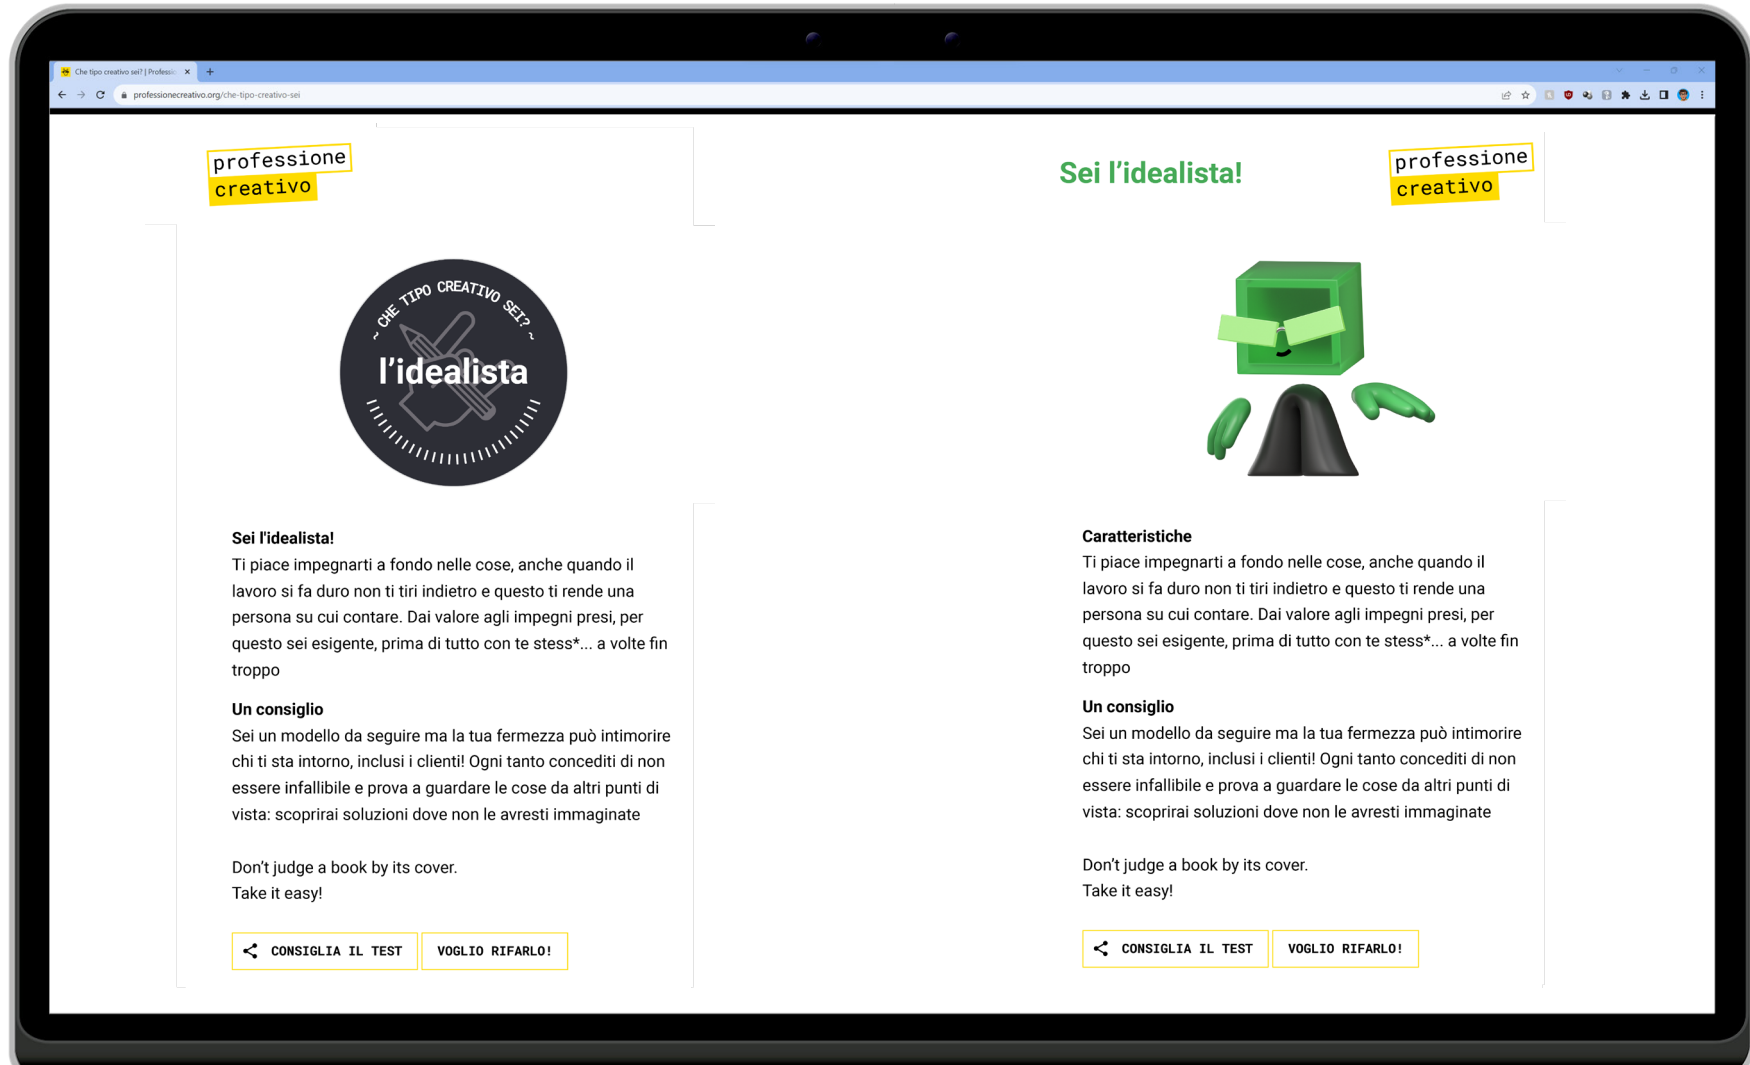 Che tipo creativo sei? | Professio
professionecreativo.org/che-tipo-creativo-sei
professione
creativo
~ CHE TIPO CREATIVO SEI? ~
l’idealista
Sei l'idealista!
Ti piace impegnarti a fondo nelle cose, anche quando il
lavoro si fa duro non ti tiri indietro e questo ti rende una
persona su cui contare. Dai valore agli impegni presi, per
questo sei esigente, prima di tutto con te stess*... a volte fin
troppo
Un consiglio
Sei un modello da seguire ma la tua fermezza può intimorire
chi ti sta intorno, inclusi i clienti! Ogni tanto concediti di non
essere infallibile e prova a guardare le cose da altri punti di
vista: scoprirai soluzioni dove non le avresti immaginate
Don’t judge a book by its cover.
Take it easy!
CONSIGLIA IL TEST
VOGLIO RIFARLO!
Sei l’idealista!
professione
creativo
Caratteristiche
Ti piace impegnarti a fondo nelle cose, anche quando il
lavoro si fa duro non ti tiri indietro e questo ti rende una
persona su cui contare. Dai valore agli impegni presi, per
questo sei esigente, prima di tutto con te stess*... a volte fin
troppo
Un consiglio
Sei un modello da seguire ma la tua fermezza può intimorire
chi ti sta intorno, inclusi i clienti! Ogni tanto concediti di non
essere infallibile e prova a guardare le cose da altri punti di
vista: scoprirai soluzioni dove non le avresti immaginate
Don’t judge a book by its cover.
Take it easy!
CONSIGLIA IL TEST
VOGLIO RIFARLO!